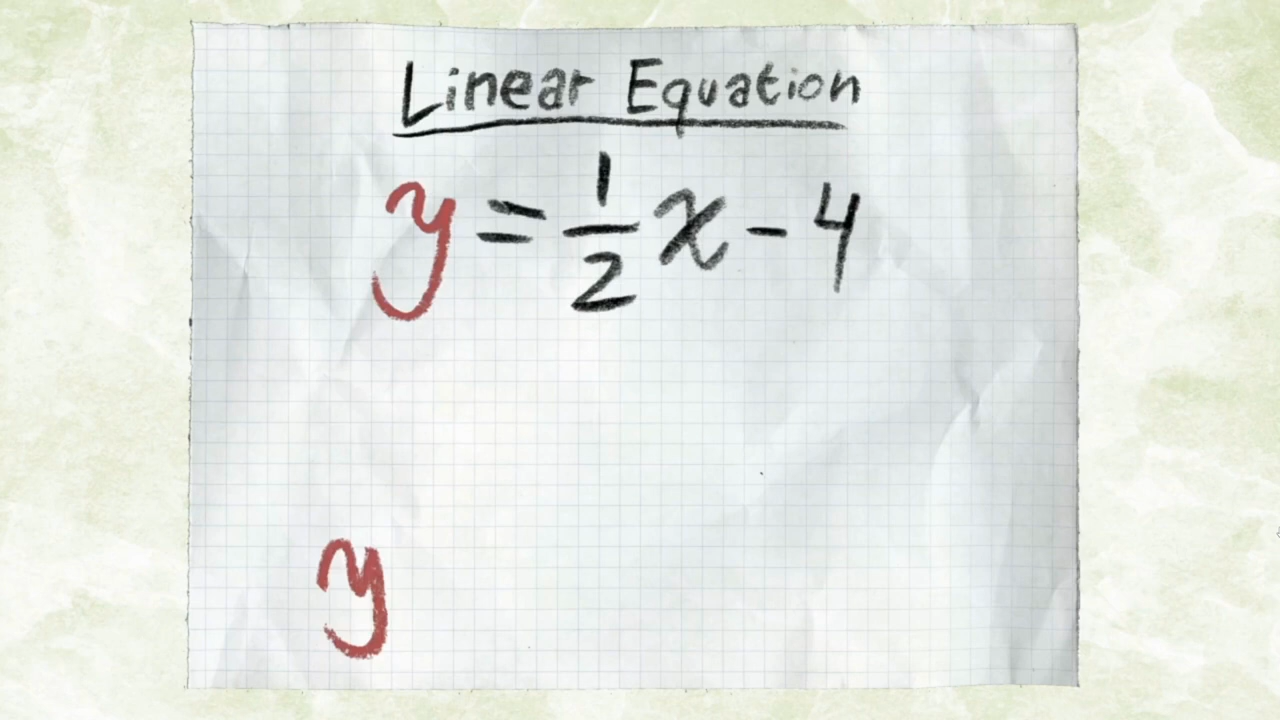 Linear Equation
y = 1/2 x - 4
y